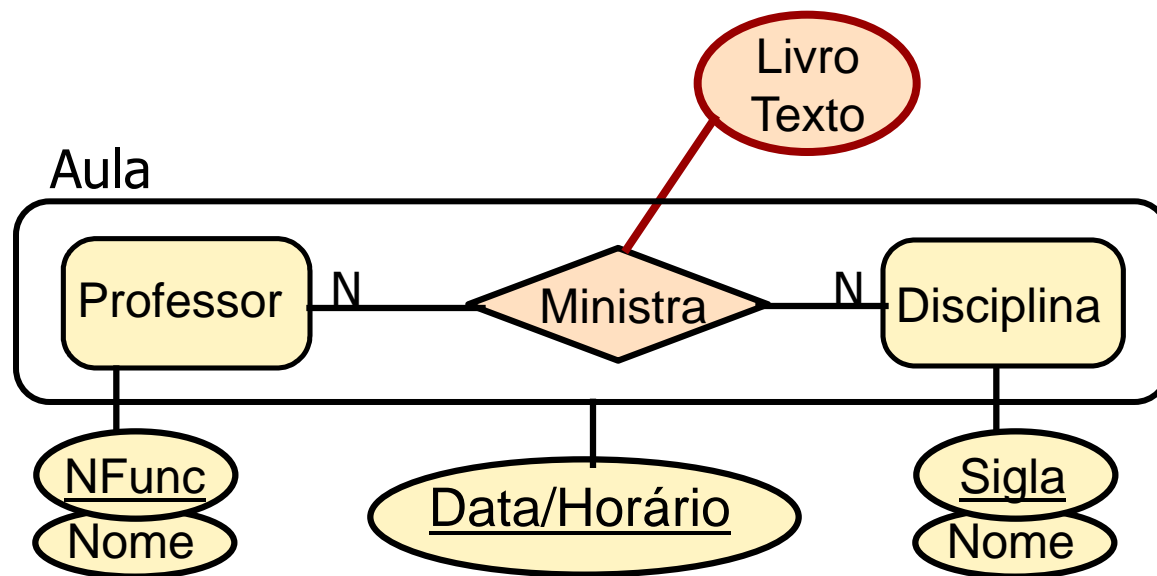 Livro
Texto
Aula
Professor
N
Ministra
N
Disciplina
NFunc
Nome
Data/Horário
Sigla
Nome